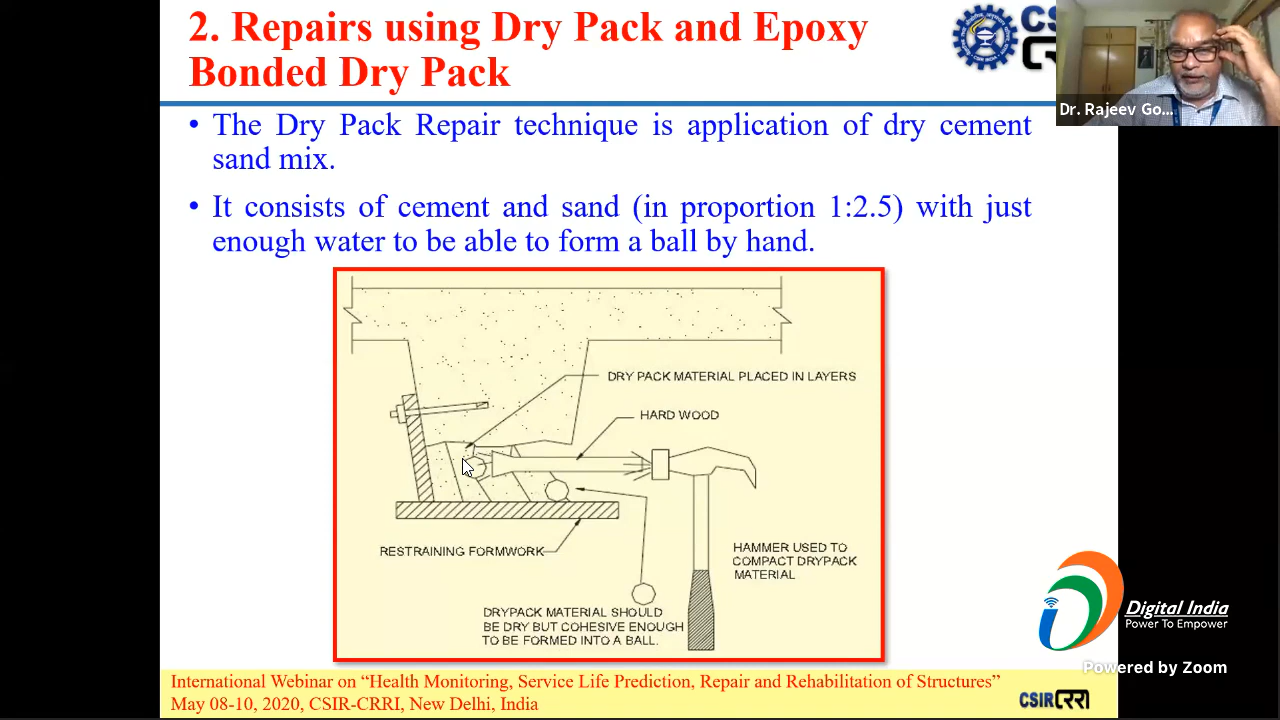 2. Repairs using Dry Pack and Epoxy
Bonded Dry Pack
CS
Dr. Rajeev Go...
• The Dry Pack Repair technique is application of dry cement
sand mix.
• It consists of cement and sand (in proportion 1:2.5) with just
enough water to be able to form a ball by hand.
DRY PACK MATERIAL PLACED IN LAYERS
HARD WOOD
RESTRAINING FORMWORK
HAMMER USED TO
COMPACT DRYPACK
MATERIAL
DRYPACK MATERIAL SHOULD
BE DRY BUT COHESIVE ENOUGH
TO BE FORMED INTO A BALL.
Digital India
Power To Empower
Powered by Zoom
International Webinar on “Health Monitoring, Service Life Prediction, Repair and Rehabilitation of Structures”
May 08-10, 2020, CSIR-CRRI, New Delhi, India
CSIR CRRI